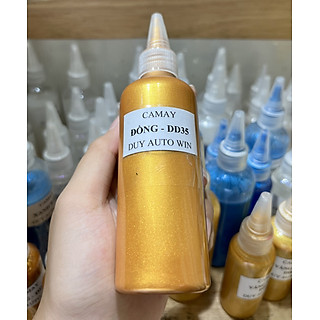 CAMAY
ĐỒNG - DD35
DUY AUTO WIN